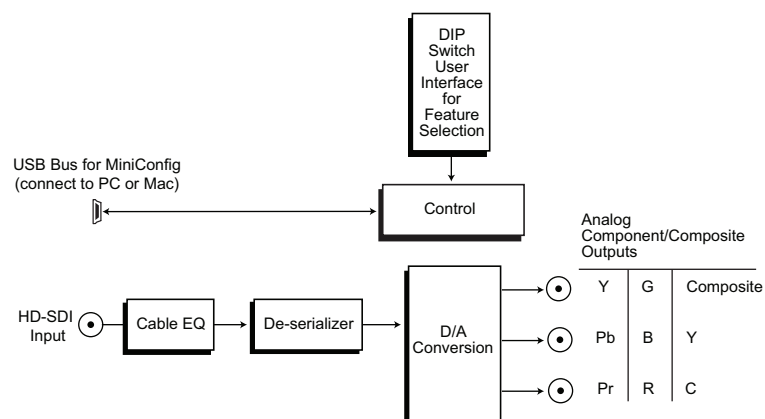 DIP
Switch
User
Interface
for
Feature
Selection
USB Bus for MiniConfig
(connect to PC or Mac)
Control
Analog
Component/Composite
Outputs
Y G Composite
HD-SDI
Input
Cable EQ
De-serializer
D/A
Conversion
Pb B Y
Pr R C